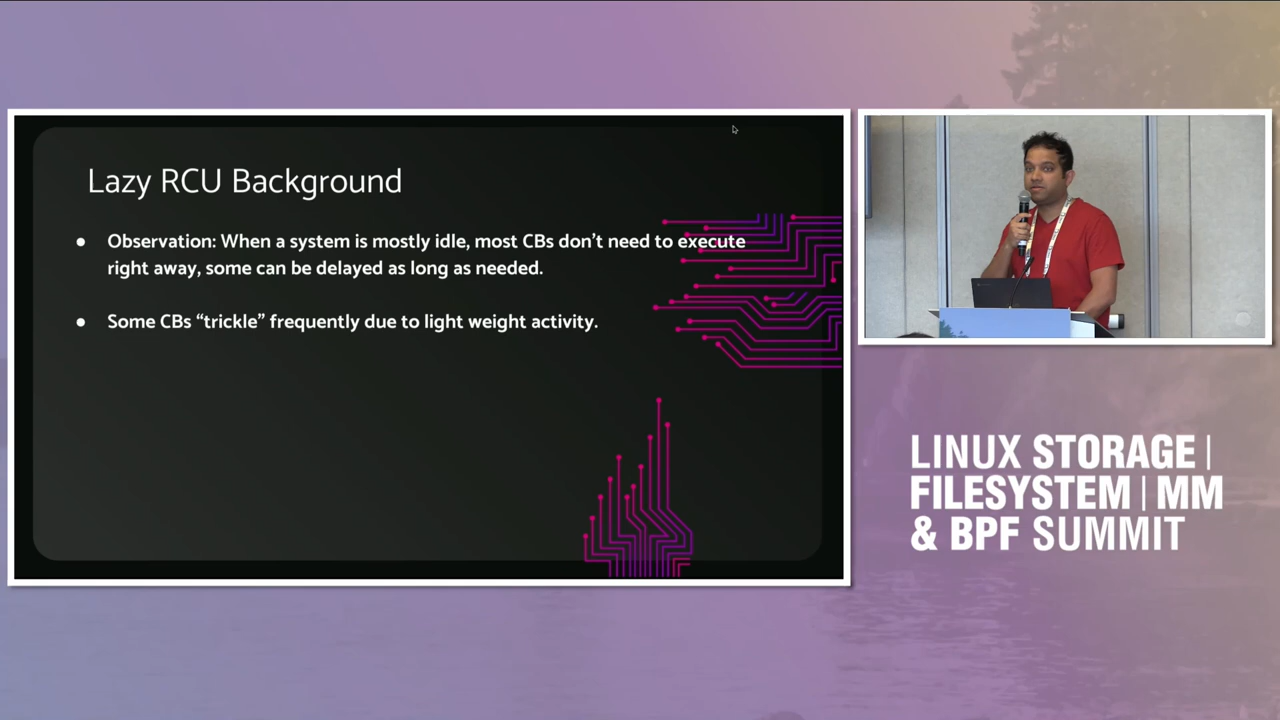 Lazy RCU Background
● Observation: When a system is mostly idle, most CBs don’t need to execute
right away, some can be delayed as long as needed.
● Some CBs “trickle” frequently due to light weight activity.
LINUX STORAGE |
FILESYSTEM | MM
& BPF SUMMIT